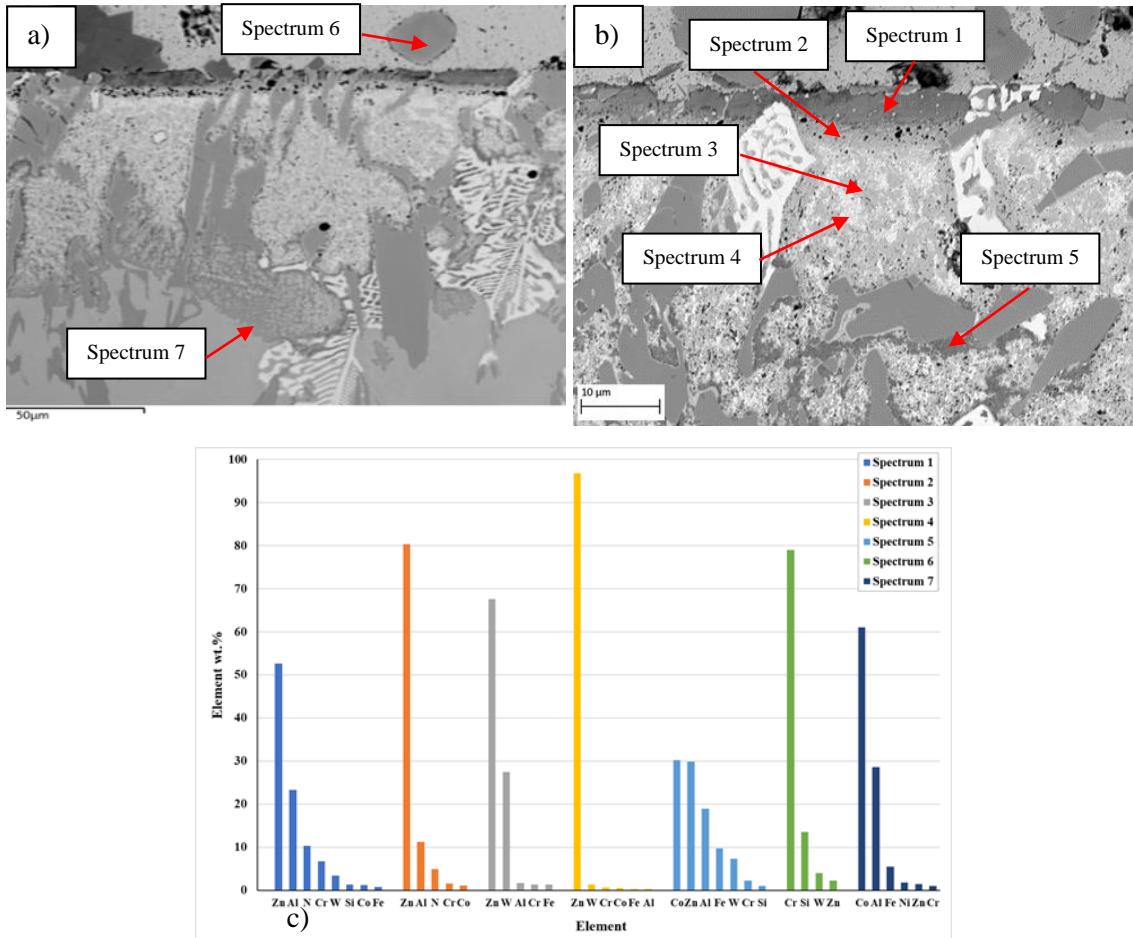 a)
Spectrum 6
Spectrum 7
50µm
b)
Spectrum 2
Spectrum 1
Spectrum 3
Spectrum 4
Spectrum 5
10 µm
100
90
80
70
60
50
40
30
20
10
0
Element wt.%
Spectrum 1
Spectrum 2
Spectrum 3
Spectrum 4
Spectrum 5
Spectrum 6
Spectrum 7
Zn Al N Cr W Si Co Fe Zn Al N Cr Co Zn W Al Cr Fe Zn W Cr Co Fe Al Co Zn Al Fe W Cr Si Cr Si W Zn Co Al Fe Ni Zn Cr
c)
Element